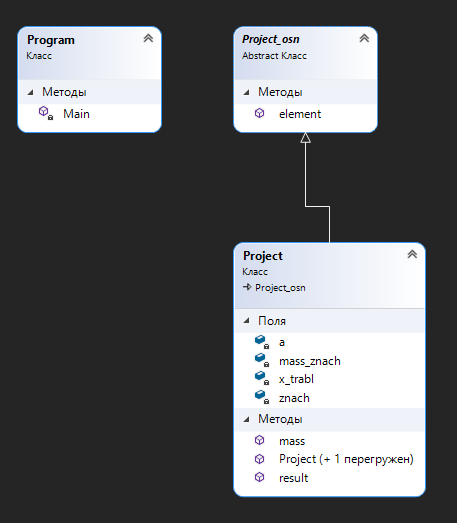 Program
Класс
Методы
Main
Project_osn
Abstract Класс
Методы
element
Project
Класс
Project_osn
Поля
a
mass_znach
x_trabl
znach
Методы
mass
Project (+ 1 перегружен)
result